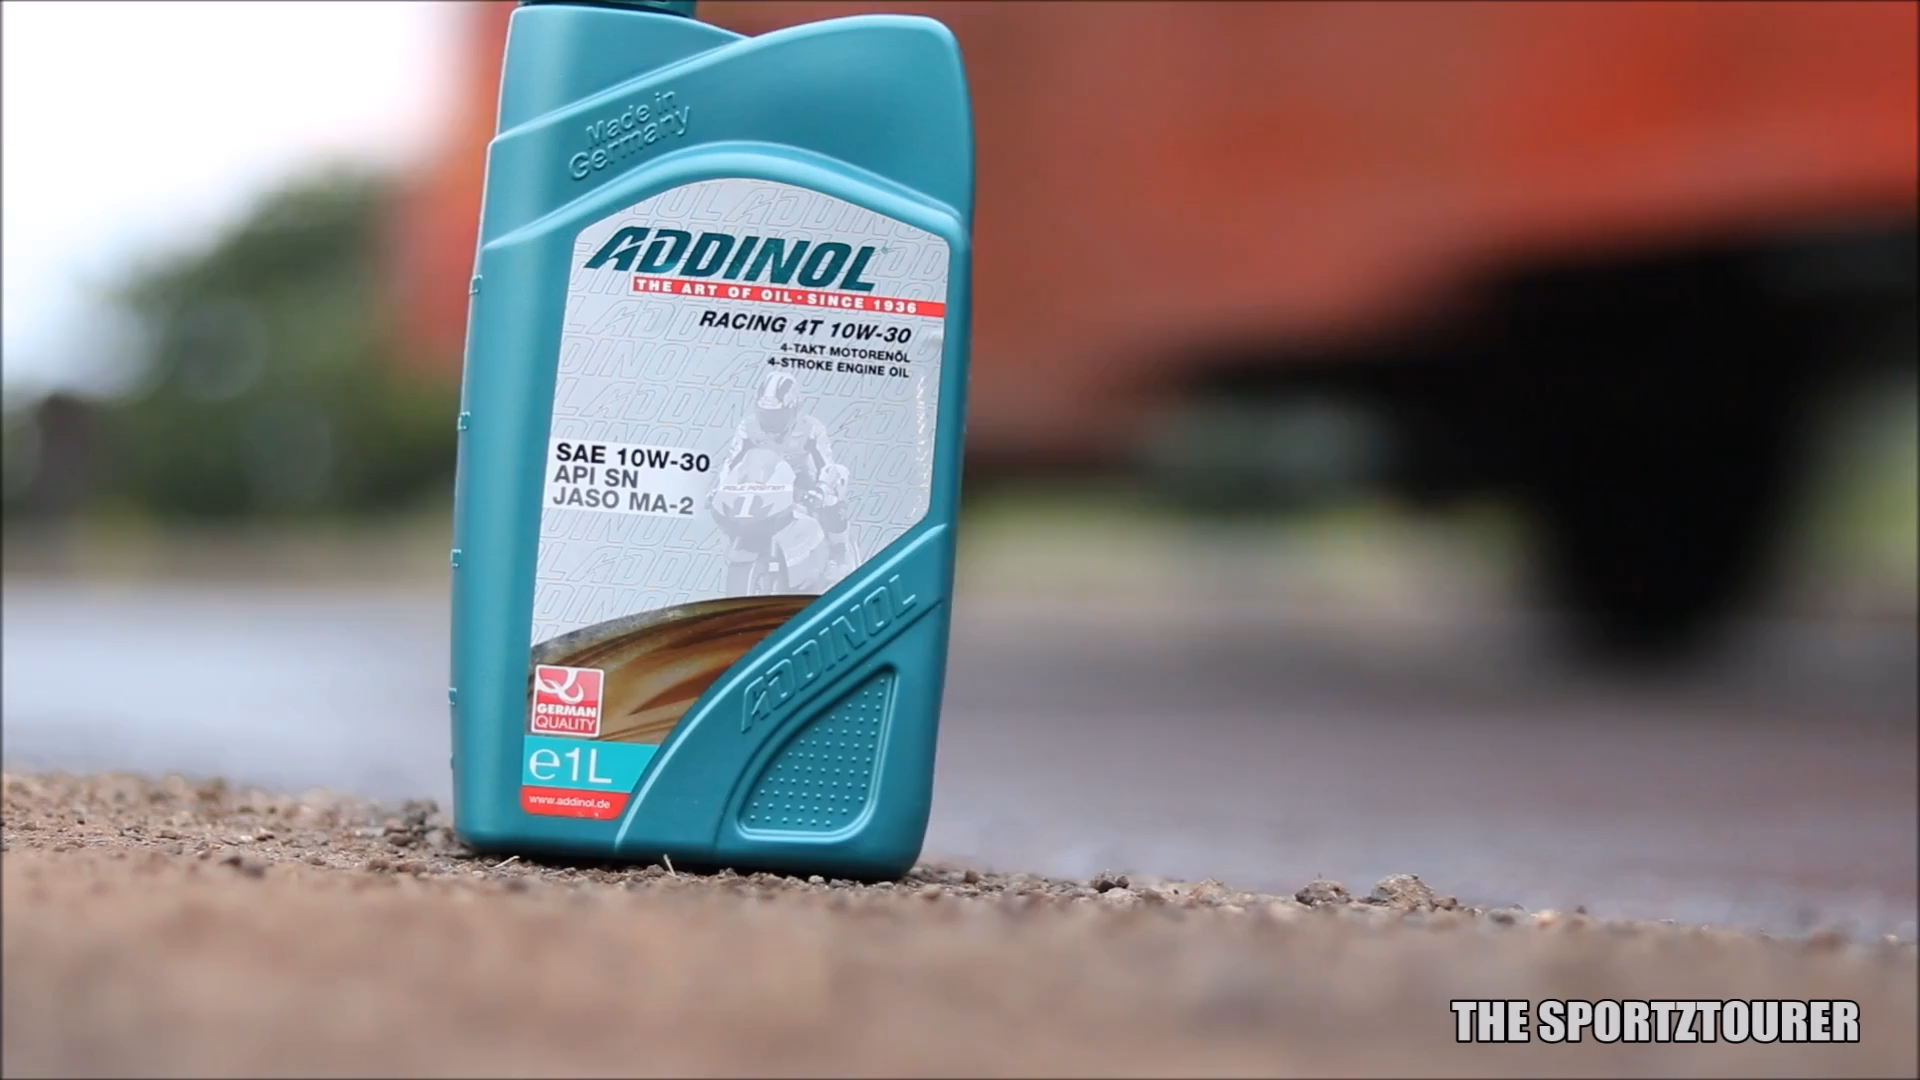 Made in
Germany
ADDINOL
THE ART OF OIL · SINCE 1936
RACING 4T 10W-30
4-TAKT MOTORENÖL
4-STROKE ENGINE OIL
SAE 10W-30
API SN
JASO MA-2
POLE POSITION
ADDINOL
GERMAN
QUALITY
e1L
www.addinol.de
THE SPORTZTOURER